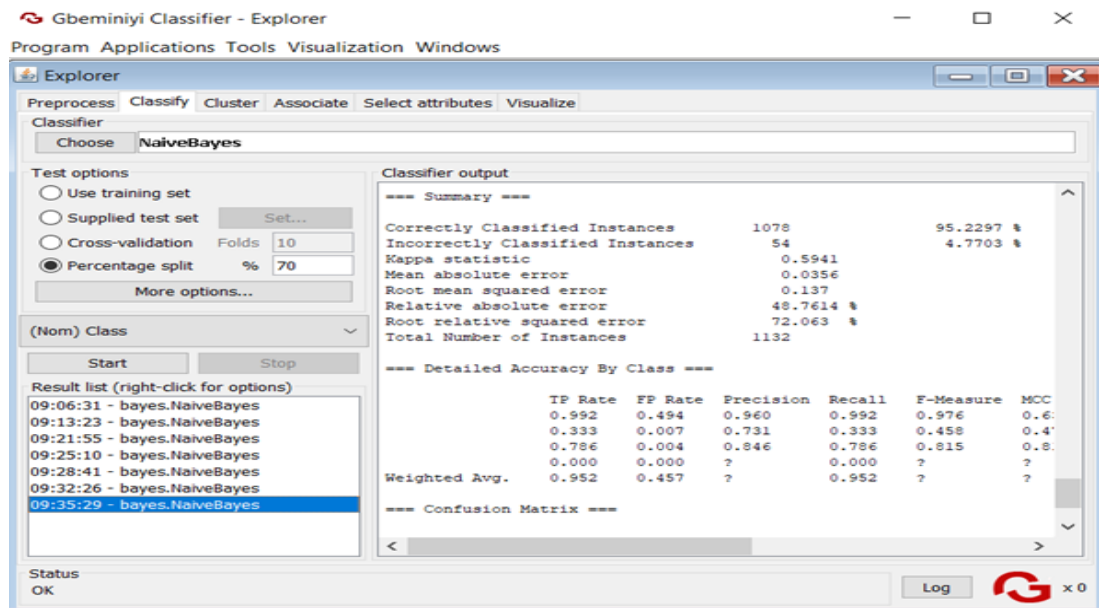 Gbeminiyi Classifier - Explorer
Program Applications Tools Visualization Windows
Explorer
Preprocess Classify Cluster Associate Select attributes Visualize
Classifier
Choose NaiveBayes
Test options
Use training set
Supplied test set Set...
Cross-validation Folds 10
Percentage split % 70
More options...
(Nom) Class
Start Stop
Result list (right-click for options)
09:06:31 - bayes.NaiveBayes
09:13:23 - bayes.NaiveBayes
09:21:55 - bayes.NaiveBayes
09:25:10 - bayes.NaiveBayes
09:28:41 - bayes.NaiveBayes
09:32:26 - bayes.NaiveBayes
09:35:29 - bayes.NaiveBayes
Classifier output
=== Summary ===
Correctly Classified Instances 1078 95.2297 %
Incorrectly Classified Instances 54 4.7703 %
Kappa statistic 0.5941
Mean absolute error 0.0356
Root mean squared error 0.137
Relative absolute error 48.7614 %
Root relative squared error 72.063 %
Total Number of Instances 1132
=== Detailed Accuracy By Class ===
TP Rate FP Rate Precision Recall F-Measure MCC
0.992 0.494 0.960 0.992 0.976
0.333 0.007 0.731 0.333 0.458
0.786 0.004 0.846 0.786 0.815
0.000 0.000 ? 0.000 ? ?
Weighted Avg. 0.952 0.457 ? 0.952 ? ?
=== Confusion Matrix ===
Status
OK
Log
x 0